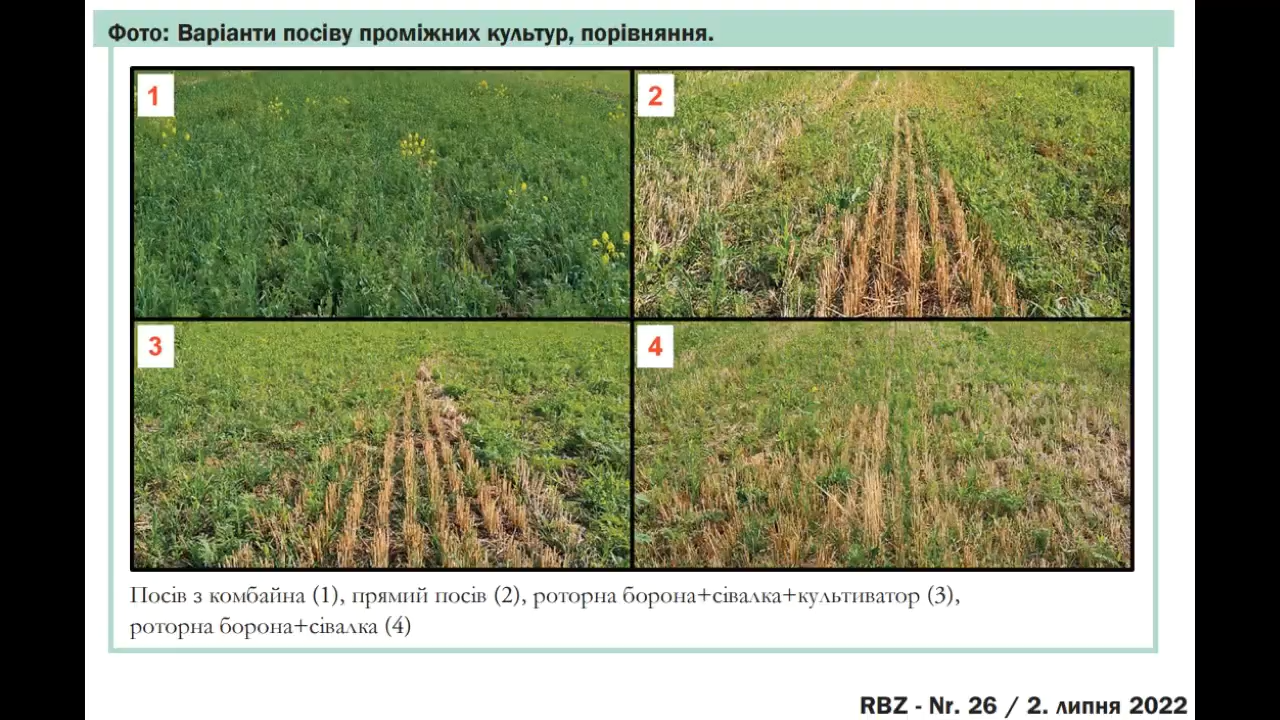 Фото: Варіанти посіву проміжних культур, порівняння.
1
2
3
4
Посів з комбайна (1), прямий посів (2), роторна борона+сівалка+культиватор (3),
роторна борона+сівалка (4)
RBZ - Nr. 26 / 2. липня 2022